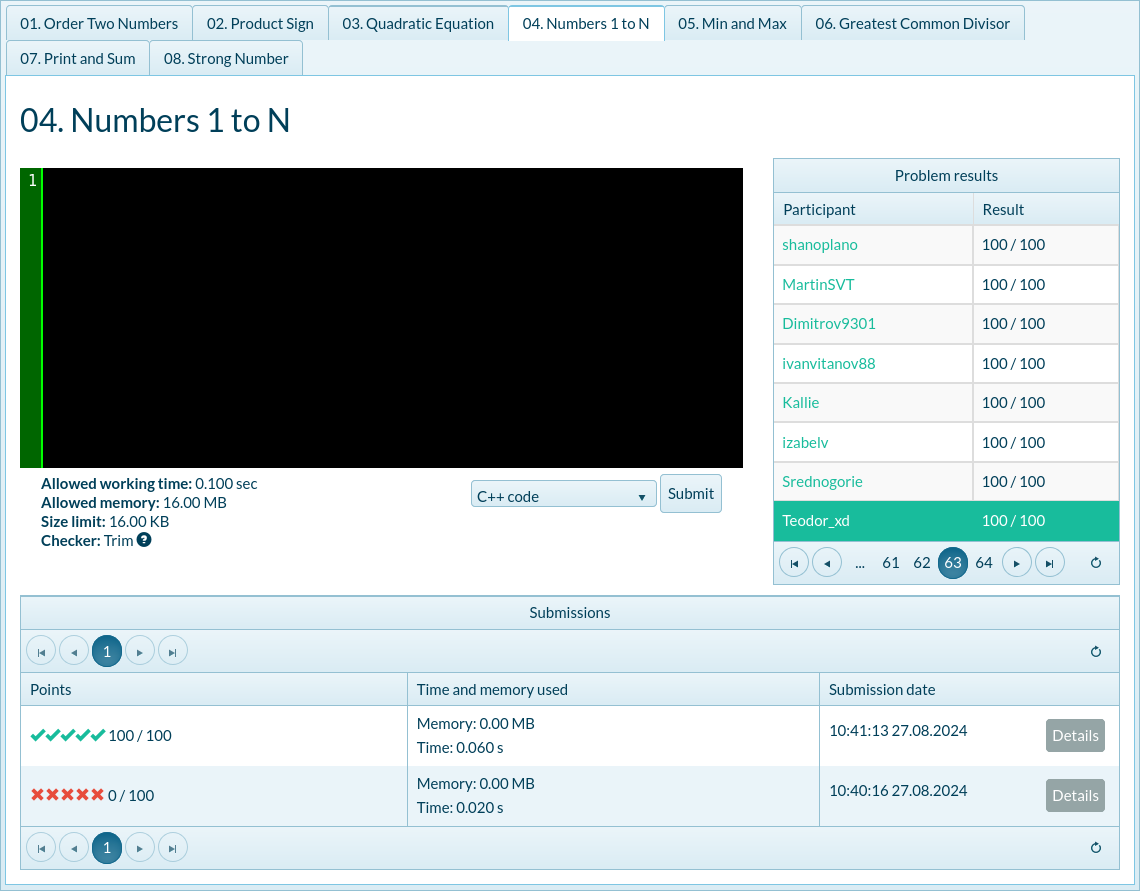 01. Order Two Numbers 02. Product Sign 03. Quadratic Equation 04. Numbers 1 to N 05. Min and Max 06. Greatest Common Divisor
07. Print and Sum 08. Strong Number
04. Numbers 1 to N
1
Allowed working time: 0.100 sec
Allowed memory: 16.00 MB
Size limit: 16.00 KB
Checker: Trim ?
C++ code Submit
Problem results
Participant Result
shanoplano 100 / 100
MartinSVT 100 / 100
Dimitrov9301 100 / 100
ivanvitanov88 100 / 100
Kallie 100 / 100
izabelv 100 / 100
Srednogorie 100 / 100
Teodor_xd 100 / 100
... 61 62 63 64
Submissions
1
Points Time and memory used Submission date
100 / 100 Memory: 0.00 MB 10:41:13 27.08.2024 Details
Time: 0.060 s
0 / 100 Memory: 0.00 MB 10:40:16 27.08.2024 Details
Time: 0.020 s
1